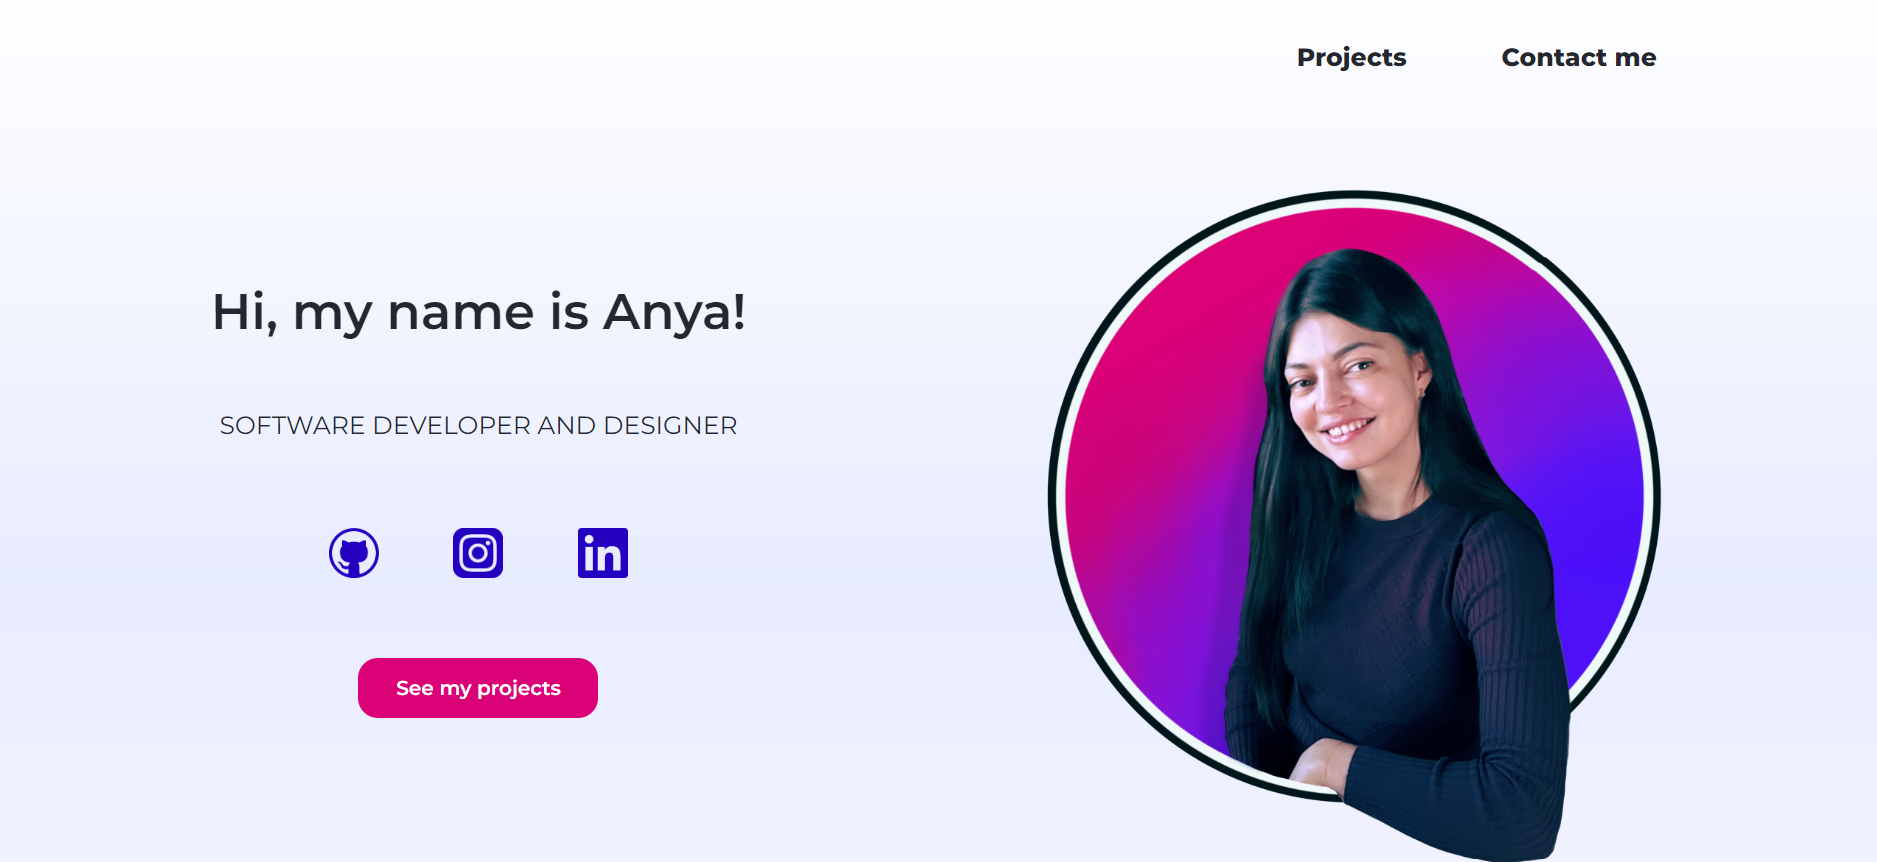 Projects
Contact me
Hi, my name is Anya!
SOFTWARE DEVELOPER AND DESIGNER
in
See my projects